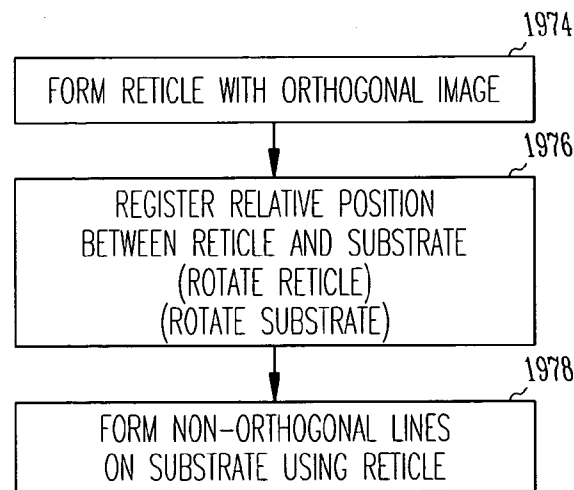 1974
FORM RETICLE WITH ORTHOGONAL IMAGE
1976
REGISTER RELATIVE POSITION
BETWEEN RETICLE AND SUBSTRATE
(ROTATE RETICLE)
(ROTATE SUBSTRATE)
1978
FORM NON-ORTHOGONAL LINES
ON SUBSTRATE USING RETICLE